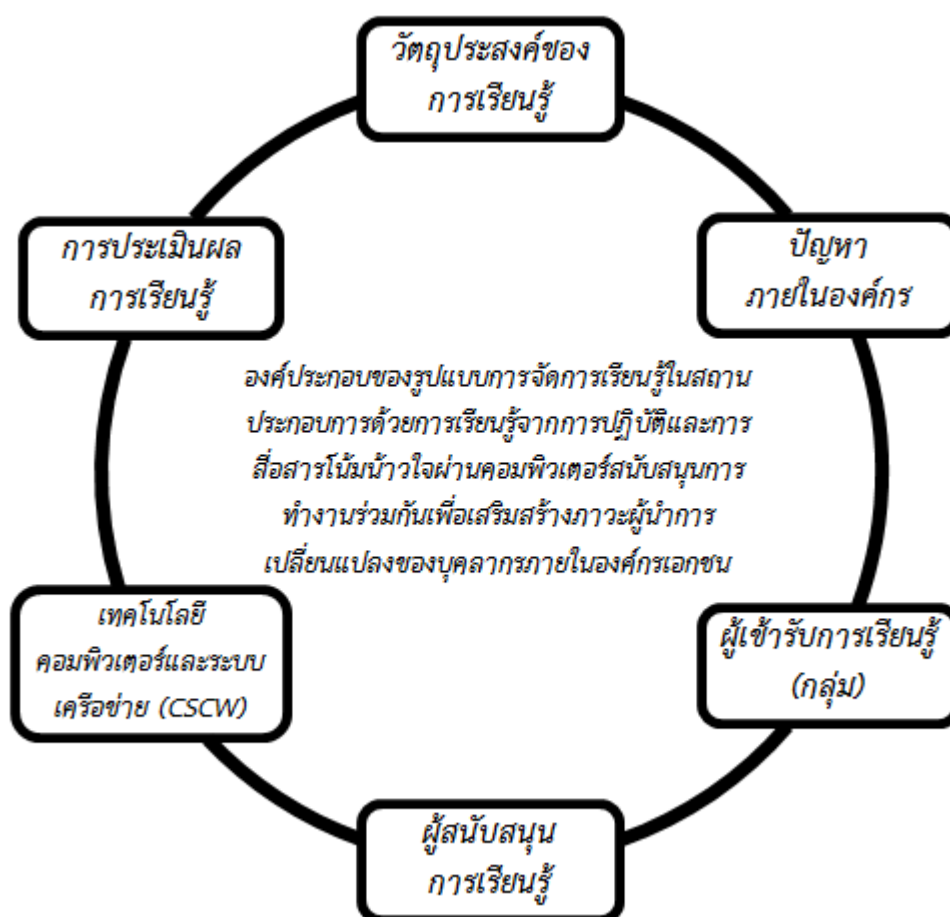 วัตถุประสงค์ของ
การเรียนรู้
การประเมินผล
การเรียนรู้
ปัญหา
ภายในองค์กร
องค์ประกอบของรูปแบบการจัดการเรียนรู้ในสถาน
ประกอบการด้วยการเรียนรู้จากการปฏิบัติและการ
สื่อสารโน้มน้าวใจผ่านคอมพิวเตอร์สนับสนุนการ
ทำงานร่วมกันเพื่อเสริมสร้างภาวะผู้นำการ
เปลี่ยนแปลงของบุคลากรภายในองค์กรเอกชน
เทคโนโลยี
คอมพิวเตอร์และระบบ
เครือข่าย (CSCW)
ผู้เข้ารับการเรียนรู้
(กลุ่ม)
ผู้สนับสนุน
การเรียนรู้